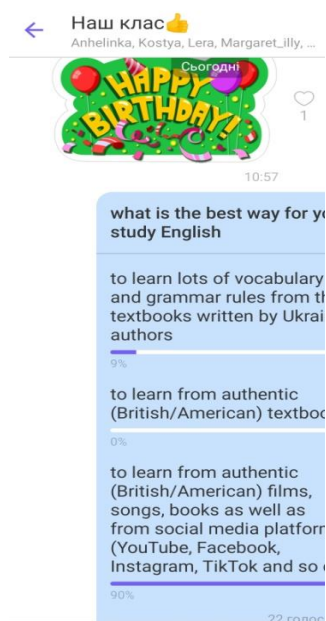 Наш клас👍
Anhelinka, Kostya, Lera, Margaret_illy, ...
Сьогодні
HAPPY
BIRTHDAY!
1
10:57
what is the best way for yo
study English
to learn lots of vocabulary
and grammar rules from th
textbooks written by Ukrai
authors
9%
to learn from authentic
(British/American) textboo
0%
to learn from authentic
(British/American) films,
songs, books as well as
from social media platforr
(YouTube, Facebook,
Instagram, TikTok and so o
90%
22 голос